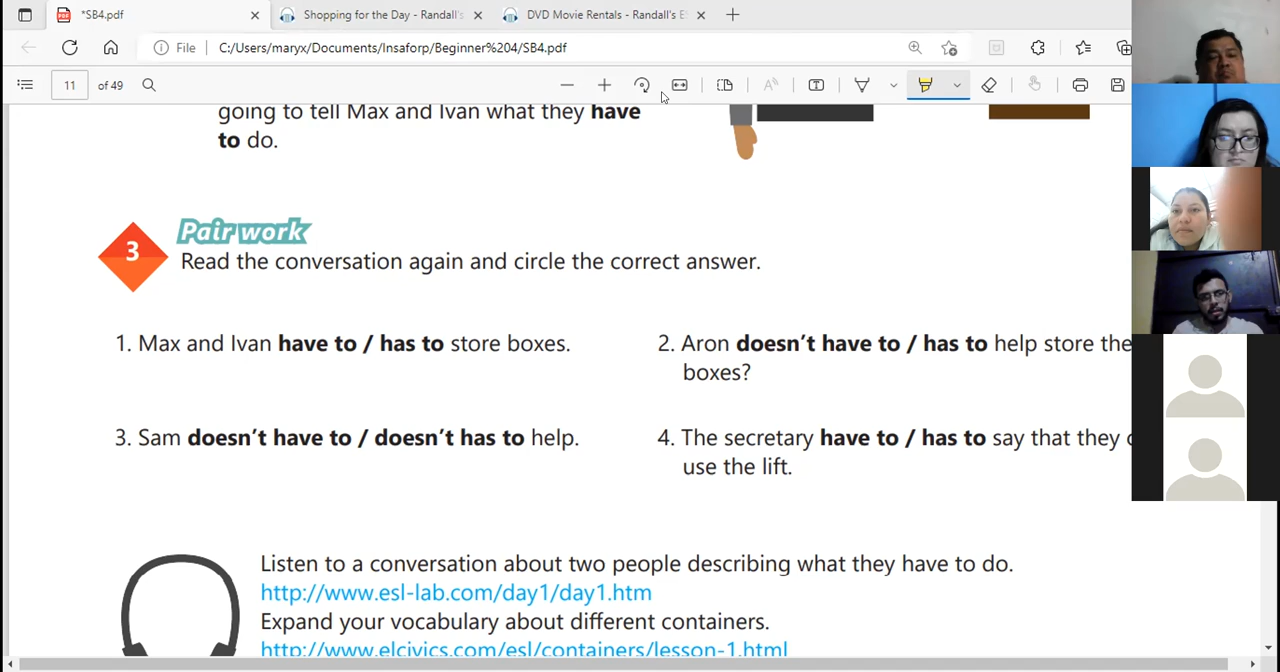 *SB4.pdf
Shopping for the Day - Randall's
DVD Movie Rentals - Randall's E
File C:/Users/maryx/Documents/Insaforp/Beginner%204/SB4.pdf
11 of 49
going to tell Max and Ivan what they have
to do.
3
Pair work
Read the conversation again and circle the correct answer.
1. Max and Ivan have to / has to store boxes.
2. Aron doesn't have to / has to help store the
boxes?
3. Sam doesn't have to / doesn't has to help.
4. The secretary have to / has to say that they
use the lift.
Listen to a conversation about two people describing what they have to do.
http://www.esl-lab.com/day1/day1.htm
Expand your vocabulary about different containers.
http://www.elcivics.com/esl/containers/lesson-1.html